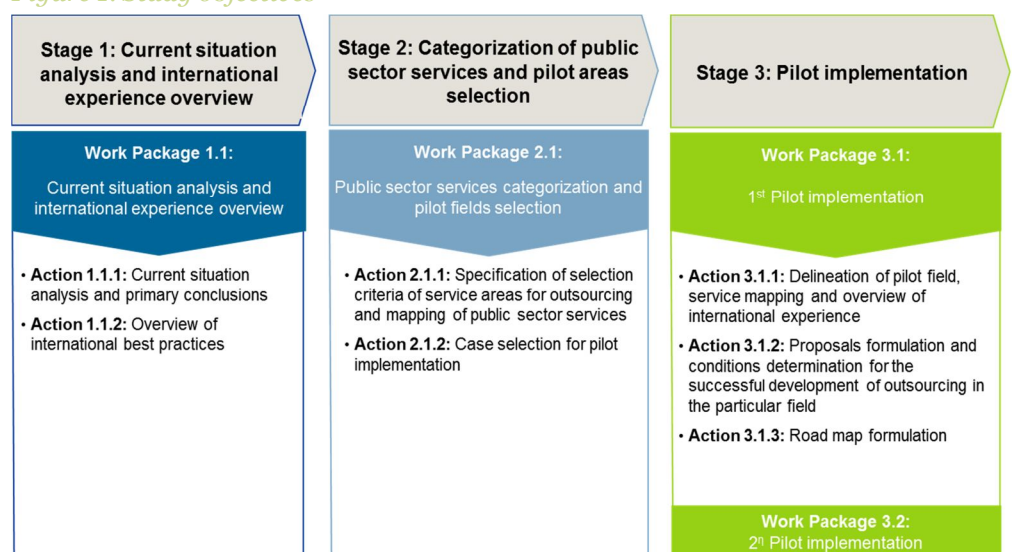 Figure 1: Study objectives
Stage 1: Current situation
analysis and international
experience overview
Work Package 1.1:
Current situation analysis and
international experience overview
• Action 1.1.1: Current situation
analysis and primary conclusions
• Action 1.1.2: Overview of
international best practices
Stage 2: Categorization of public
sector services and pilot areas
selection
Work Package 2.1:
Public sector services categorization and
pilot fields selection
• Action 2.1.1: Specification of selection
criteria of service areas for outsourcing
and mapping of public sector services
• Action 2.1.2: Case selection for pilot
implementation
Stage 3: Pilot implementation
Work Package 3.1:
1st Pilot implementation
• Action 3.1.1: Delineation of pilot field,
service mapping and overview of
international experience
• Action 3.1.2: Proposals formulation and
conditions determination for the
successful development of outsourcing in
the particular field
• Action 3.1.3: Road map formulation
Work Package 3.2:
2η Pilot implementation